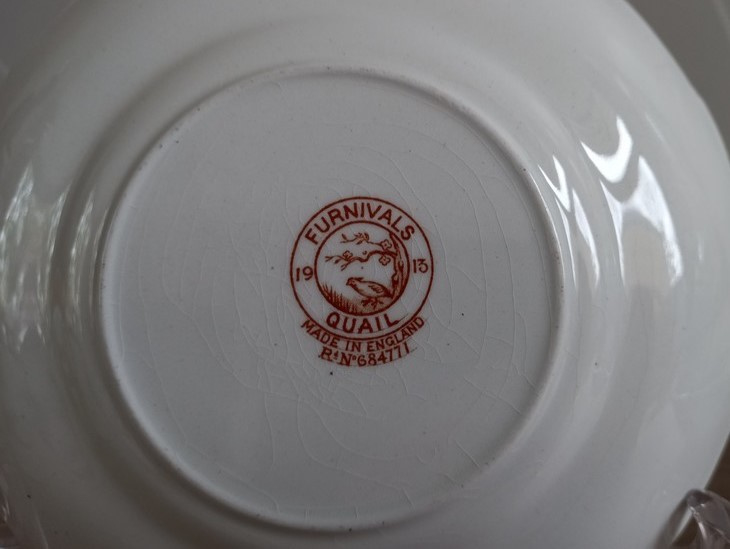 FURNIVALS
19 13
QUAIL
MADE IN ENGLAND
Rd No 684771